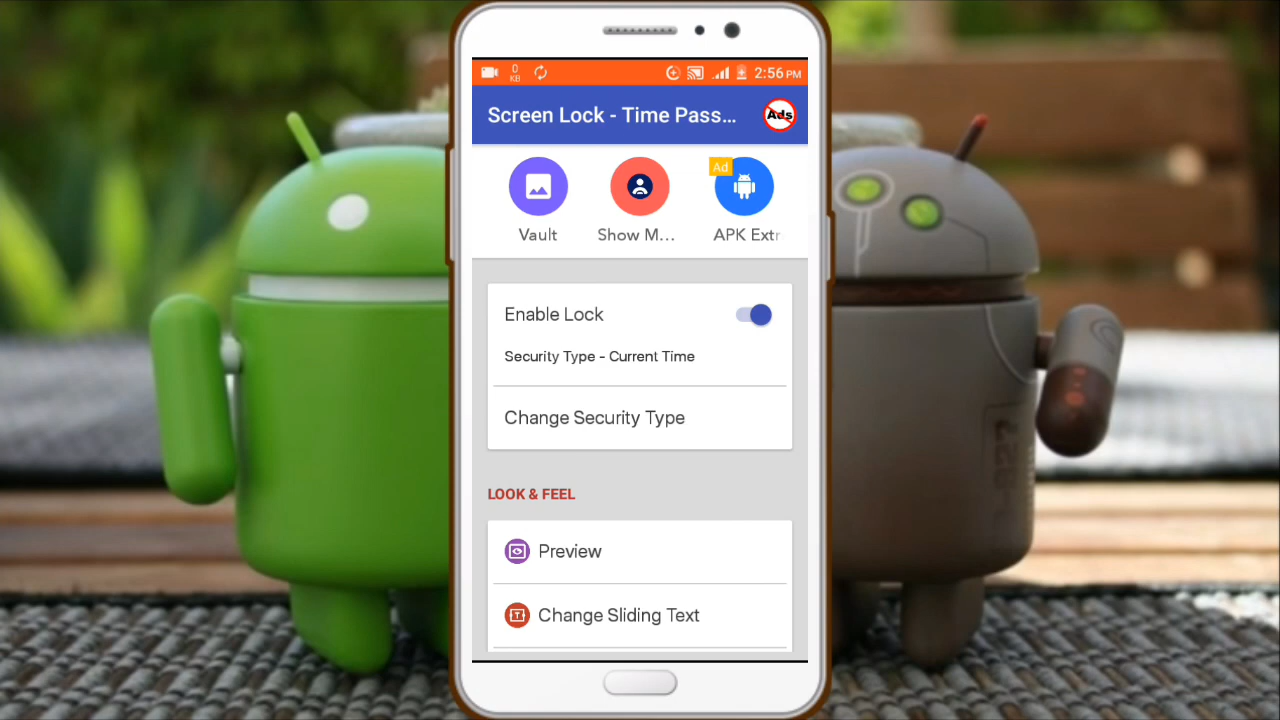 0
KB
2:56 PM
Screen Lock - Time Pass...
Ads
Ad
Vault
Show M...
APK Extr
Enable Lock
Security Type - Current Time
Change Security Type
LOOK & FEEL
Preview
T
Change Sliding Text